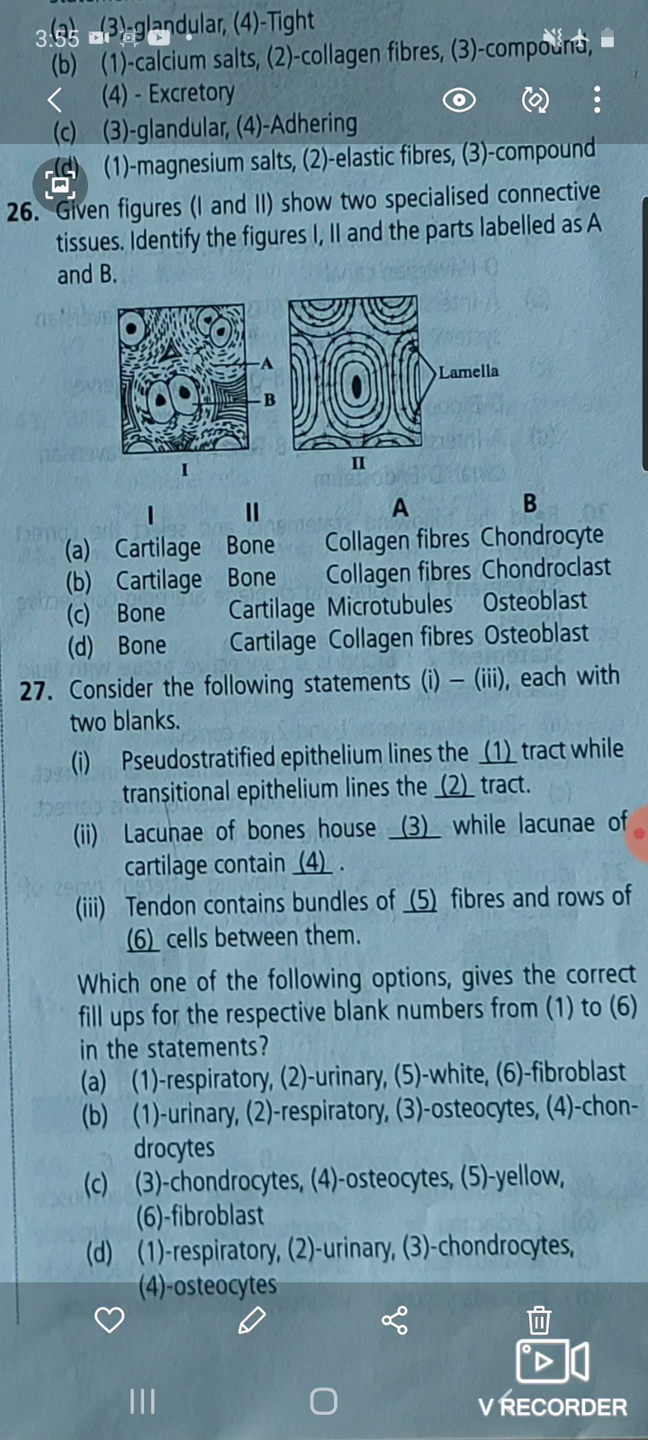 (a) (3)-glandular, (4)-Tight
3:55
(b) (1)-calcium salts, (2)-collagen fibres, (3)-compound,
(4) - Excretory
(c) (3)-glandular, (4)-Adhering
(d) (1)-magnesium salts, (2)-elastic fibres, (3)-compound
26. Given figures (I and II) show two specialised connective
tissues. Identify the figures I, II and the parts labelled as A
and B.
A
Lamella
B
I
II
I II A B
(a) Cartilage Bone Collagen fibres Chondrocyte
(b) Cartilage Bone Collagen fibres Chondroclast
(c) Bone Cartilage Microtubules Osteoblast
(d) Bone Cartilage Collagen fibres Osteoblast
27. Consider the following statements (i) – (iii), each with
two blanks.
(i) Pseudostratified epithelium lines the (1) tract while
transitional epithelium lines the (2) tract.
(ii) Lacunae of bones house (3) while lacunae of
cartilage contain (4) .
(iii) Tendon contains bundles of (5) fibres and rows of
(6) cells between them.
Which one of the following options, gives the correct
fill ups for the respective blank numbers from (1) to (6)
in the statements?
(a) (1)-respiratory, (2)-urinary, (5)-white, (6)-fibroblast
(b) (1)-urinary, (2)-respiratory, (3)-osteocytes, (4)-chon-
drocytes
(c) (3)-chondrocytes, (4)-osteocytes, (5)-yellow,
(6)-fibroblast
(d) (1)-respiratory, (2)-urinary, (3)-chondrocytes,
(4)-osteocytes
V RECORDER